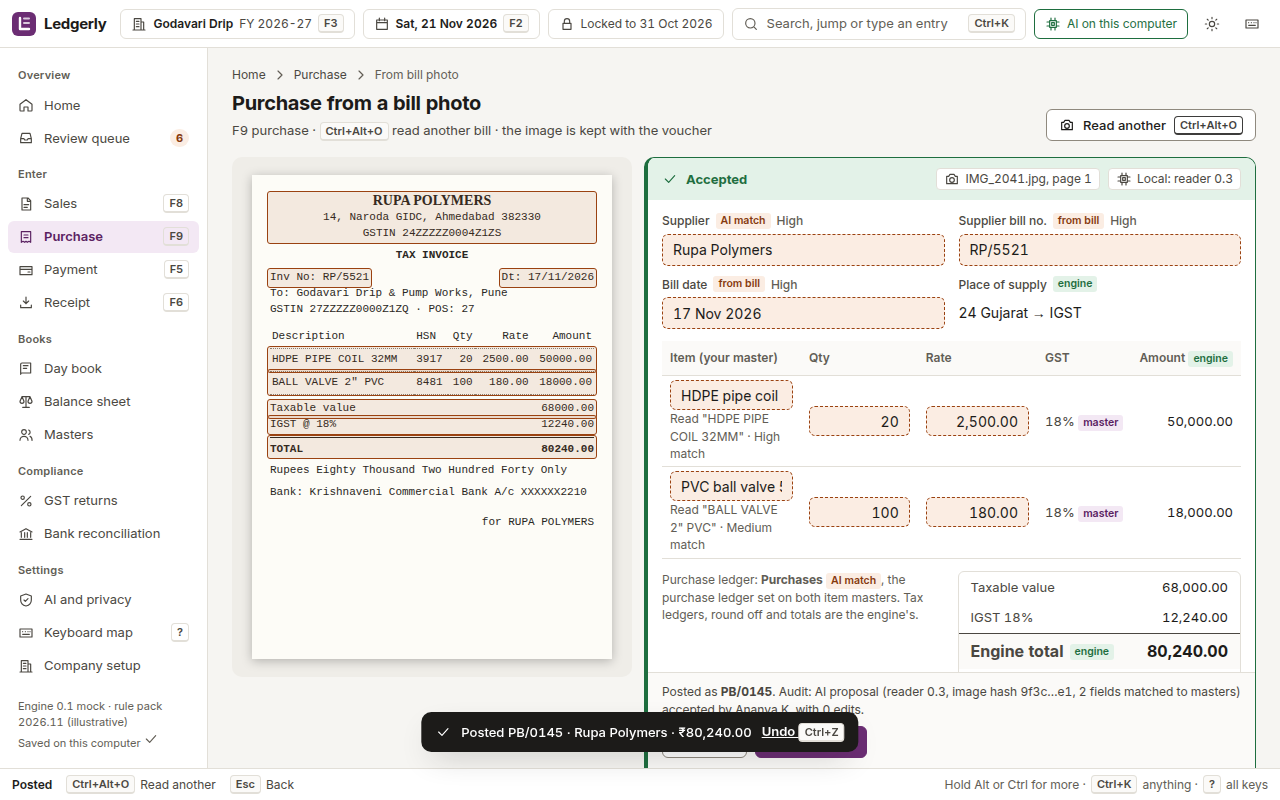 Ledgerly
Godavari Drip FY 2026-27 F3
Sat, 21 Nov 2026 F2
Locked to 31 Oct 2026
Search, jump or type an entry Ctrl+K
AI on this computer
Overview
Home
Review queue 6
Enter
Sales F8
Purchase F9
Payment F5
Receipt F6
Books
Day book
Balance sheet
Masters
Compliance
GST returns
Bank reconciliation
Settings
AI and privacy
Keyboard map ?
Company setup
Engine 0.1 mock · rule pack
2026.11 (illustrative)
Saved on this computer
Home > Purchase > From bill photo
Purchase from a bill photo
F9 purchase · Ctrl+Alt+O read another bill · the image is kept with the voucher
Read another Ctrl+Alt+O
RUPA POLYMERS
14, Naroda GIDC, Ahmedabad 382330
GSTIN 24ZZZZZ0004Z1ZS
TAX INVOICE
Inv No: RP/5521 Dt: 17/11/2026
To: Godavari Drip & Pump Works, Pune
GSTIN 27ZZZZZ0000Z1ZQ · POS: 27
Description HSN Qty Rate Amount
HDPE PIPE COIL 32MM 3917 20 2500.00 50000.00
BALL VALVE 2" PVC 8481 100 180.00 18000.00
Taxable value 68000.00
IGST @ 18% 12240.00
TOTAL 80240.00
Rupees Eighty Thousand Two Hundred Forty Only
Bank: Krishnaveni Commercial Bank A/c XXXXXX2210
for RUPA POLYMERS
Accepted
IMG_2041.jpg, page 1
Local: reader 0.3
Supplier AI match High
Rupa Polymers
Supplier bill no. from bill High
RP/5521
Bill date from bill High
17 Nov 2026
Place of supply engine
24 Gujarat → IGST
Item (your master) Qty Rate GST Amount engine
HDPE pipe coil 20 2,500.00 18% master 50,000.00
Read "HDPE PIPE
COIL 32MM" · High
match
PVC ball valve 100 180.00 18% master 18,000.00
Read "BALL VALVE
2" PVC" · Medium
match
Purchase ledger: Purchases AI match, the
purchase ledger set on both item masters. Tax
ledgers, round off and totals are the engine's.
Taxable value 68,000.00
IGST 18% 12,240.00
Engine total engine 80,240.00
Posted as PB/0145. Audit: AI proposal (reader 0.3, image hash 9f3c...e1, 2 fields matched to masters)
accepted by Ananya K. with 0 edits.
Posted PB/0145 · Rupa Polymers · ₹80,240.00 Undo Ctrl+Z
Posted Ctrl+Alt+O Read another Esc Back
Hold Alt or Ctrl for more · Ctrl+K anything · ? all keys